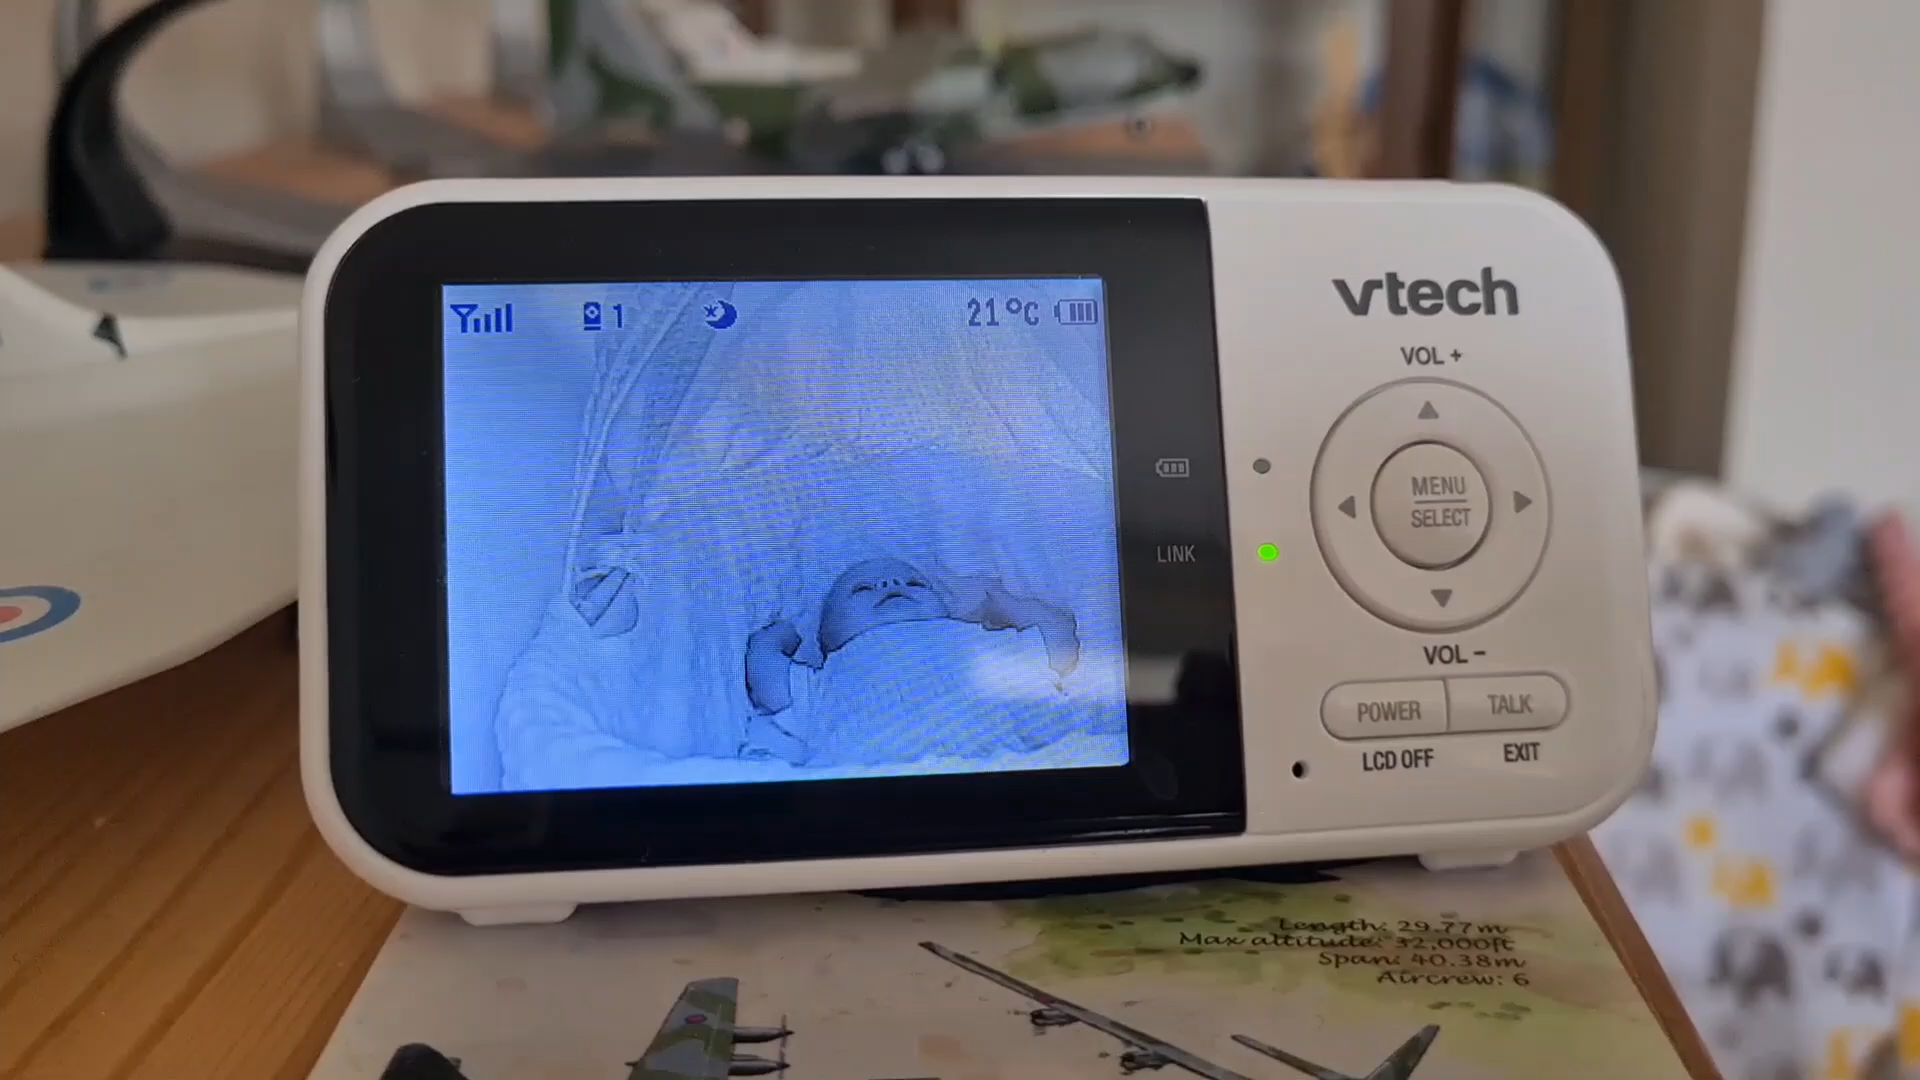 1
21°C
vtech
VOL +
MENU
SELECT
LINK
VOL -
POWER
TALK
LCD OFF
EXIT
Length: 29.77m
Max altitude: 32,000ft
Span: 40.38m
Aircrew: 6